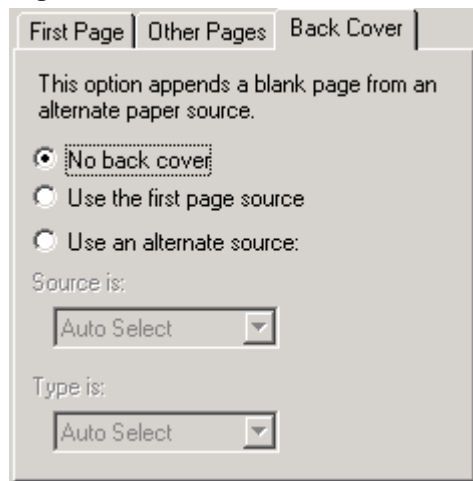 First Page Other Pages Back Cover
This option appends a blank page from an
alternate paper source.
No back cover
Use the first page source
Use an alternate source:
Source is:
Auto Select
Type is:
Auto Select